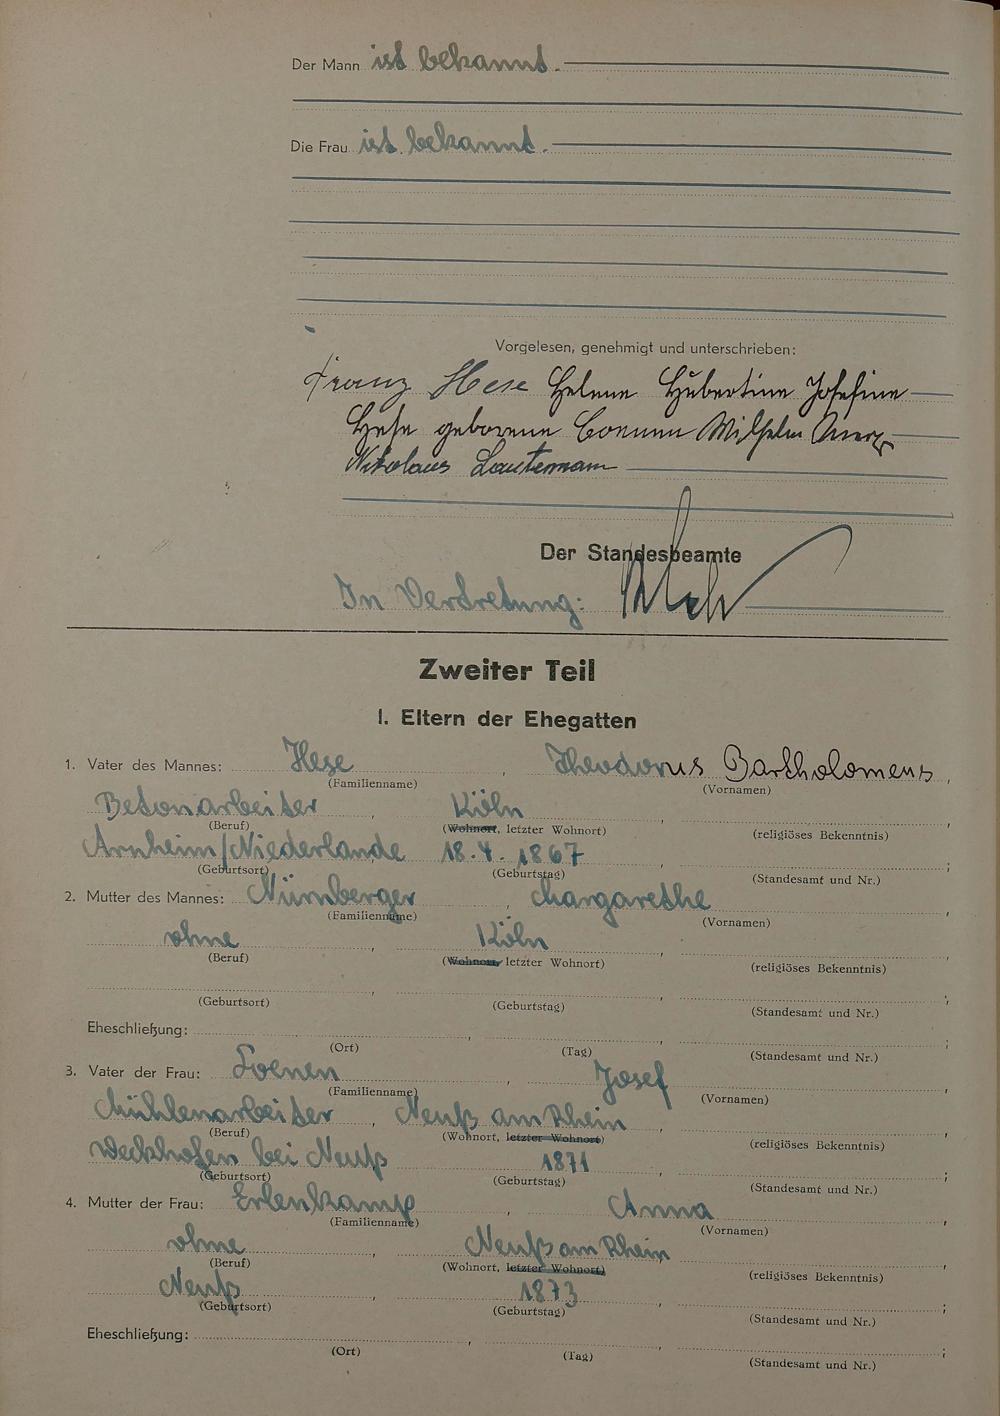 Der Mann ist bekannt.
Die Frau ist bekannt.
Vorgelesen, genehmigt und unterschrieben:
Franz Hese Helene Hubertine Josefine
Hese geborene Coenen Wilhelm
Nikolaus Lautemann
Der Standesbeamte
In Vertretung:
Zweiter Teil
I. Eltern der Ehegatten
1. Vater des Mannes: Hese, Theodorus Bartholomeus,
(Familienname) (Vornamen)
Betonarbeiter, Köln,
(Beruf) (Wohnort, letzter Wohnort) (religiöses Bekenntnis)
Arnheim/Niederlande 18.4.1867, ;
(Geburtsort) (Geburtstag) (Standesamt und Nr.)
2. Mutter des Mannes: Nürnberger, Margarethe,
(Familienname) (Vornamen)
ohne, Köln,
(Beruf) (Wohnort, letzter Wohnort) (religiöses Bekenntnis)
, , ;
(Geburtsort) (Geburtstag) (Standesamt und Nr.)
Eheschließung: , , ;
(Ort) (Tag) (Standesamt und Nr.)
3. Vater der Frau: Coenen, Josef,
(Familienname) (Vornamen)
Mühlenarbeiter, Neuß am Rhein,
(Beruf) (Wohnort, letzter Wohnort) (religiöses Bekenntnis)
Weckhofen bei Neuß 1871, ;
(Geburtsort) (Geburtstag) (Standesamt und Nr.)
4. Mutter der Frau: Erlenkamp, Anna,
(Familienname) (Vornamen)
ohne, Neuß am Rhein,
(Beruf) (Wohnort, letzter Wohnort) (religiöses Bekenntnis)
Neuß, 1873, ;
(Geburtsort) (Geburtstag) (Standesamt und Nr.)
Eheschließung: , , ;
(Ort) (Tag) (Standesamt und Nr.)